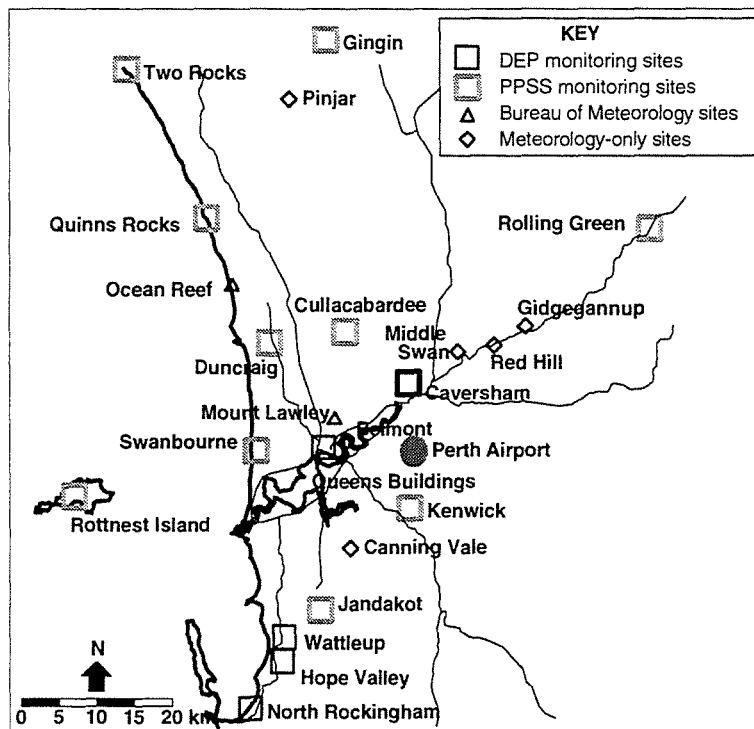 Gingin
KEY
DEP monitoring sites
PPSS monitoring sites
Bureau of Meteorology sites
Meteorology-only sites
Two Rocks
Pinjar
Quinns Rocks
Rolling Green
Ocean Reef
Cullacabardee
Gidgegannup
Middle
Swan
Red Hill
Duncraig
Caversham
Mount Lawley
Belmont
Swanbourne
Perth Airport
Queens Buildings
Kenwick
Rottnest Island
Canning Vale
Jandakot
N
Wattleup
Hope Valley
0 5 10 15 20 km
North Rockingham